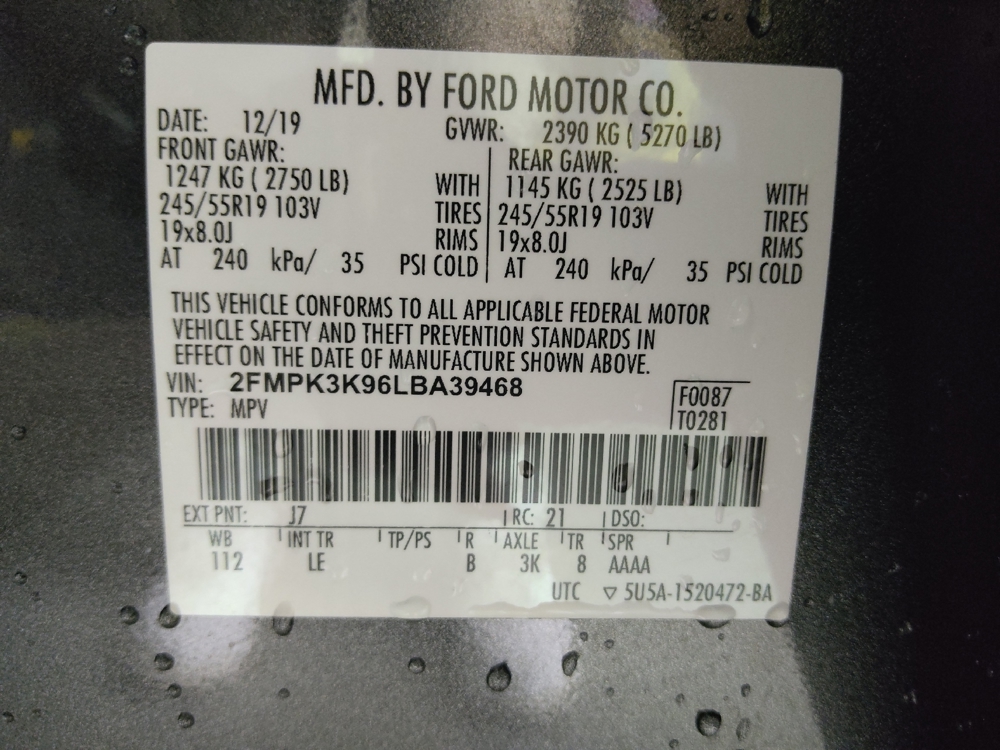 MFD. BY FORD MOTOR CO.
DATE: 12/19 GVWR: 2390 KG ( 5270 LB)
FRONT GAWR: REAR GAWR:
1247 KG ( 2750 LB) WITH 1145 KG ( 2525 LB) WITH
245/55R19 103V TIRES 245/55R19 103V TIRES
19x8.0J RIMS 19x8.0J RIMS
AT 240 kPa/ 35 PSI COLD AT 240 kPa/ 35 PSI COLD
THIS VEHICLE CONFORMS TO ALL APPLICABLE FEDERAL MOTOR
VEHICLE SAFETY AND THEFT PREVENTION STANDARDS IN
EFFECT ON THE DATE OF MANUFACTURE SHOWN ABOVE.
VIN: 2FMPK3K96LBA39468 F0087
TYPE: MPV T0281
EXT PNT: J7 RC: 21 DSO:
WB INT TR TP/PS R AXLE TR SPR
112 LE B 3K 8 AAAA
UTC ▽ 5U5A-1520472-BA